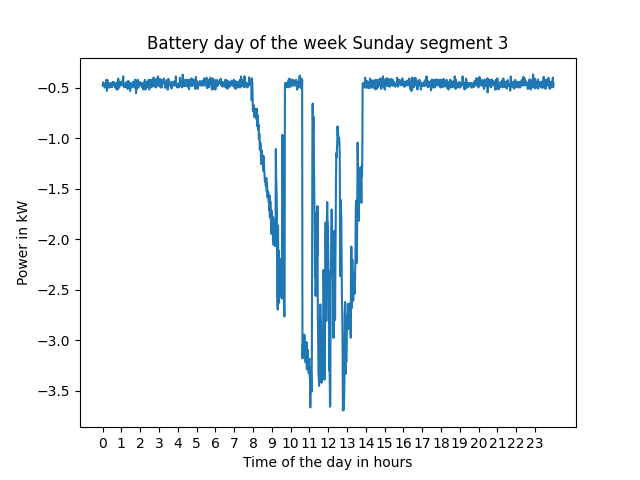 Battery day of the week Sunday segment 3
Power in kW
−0.5
−1.0
−1.5
−2.0
−2.5
−3.0
−3.5
0 1 2 3 4 5 6 7 8 9 10 11 12 13 14 15 16 17 18 19 20 21 22 23
Time of the day in hours